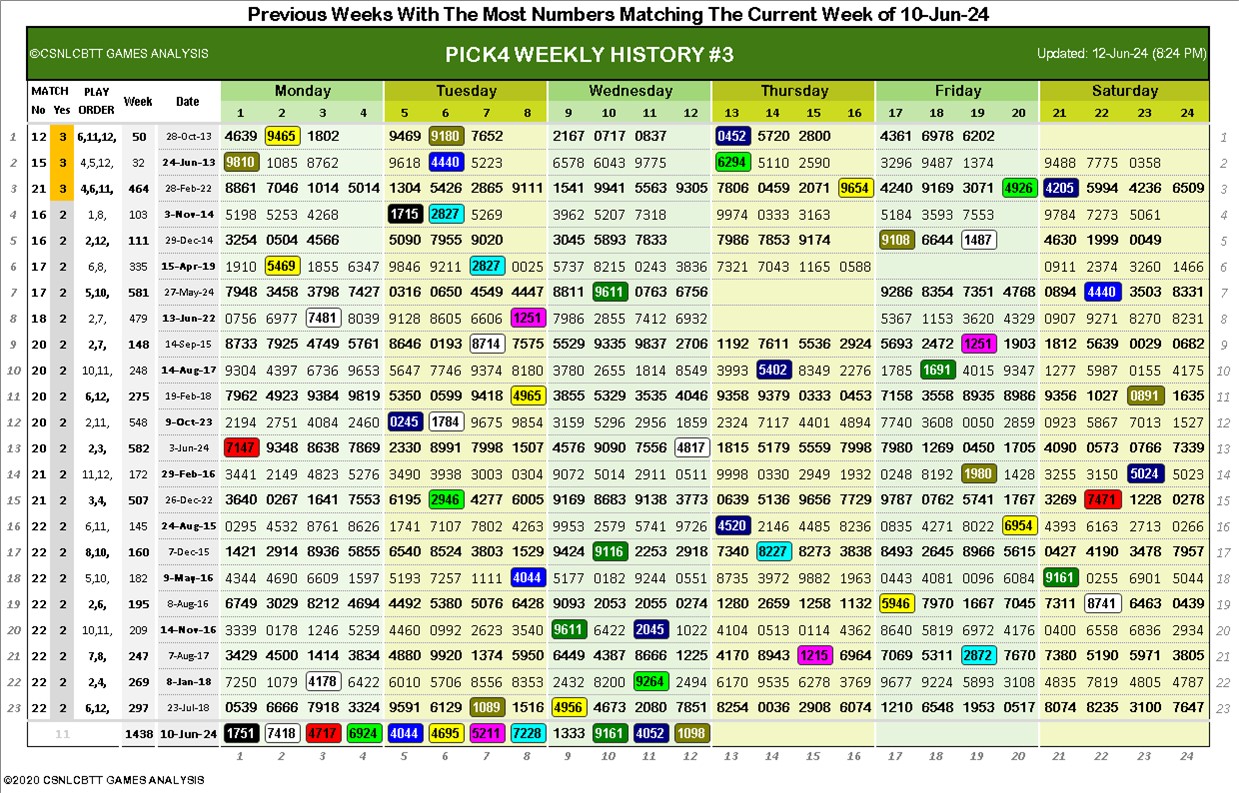 Previous Weeks With The Most Numbers Matching The Current Week of 10-Jun-24
©CSNLCBTT GAMES ANALYSIS PICK4 WEEKLY HISTORY #3 Updated: 12-Jun-24 (8:24 PM)
MATCH PLAY Week Date Monday Tuesday Wednesday Thursday Friday Saturday
No Yes ORDER 1 2 3 4 5 6 7 8 9 10 11 12 13 14 15 16 17 18 19 20 21 22 23 24
1 12 3 6,11,12, 50 28-Oct-13 4639 9465 1802 9469 9180 7652 2167 0717 0837 0452 5720 2800 4361 6978 6202 1
2 15 3 4,5,12, 32 24-Jun-13 9810 1085 8762 9618 4440 5223 6578 6043 9775 6294 5110 2590 3296 9487 1374 9488 7775 0358 2
3 21 3 4,6,11, 464 28-Feb-22 8861 7046 1014 5014 1304 5426 2865 9111 1541 9941 5563 9305 7806 0459 2071 9654 4240 9169 3071 4926 4205 5994 4236 6509 3
4 16 2 1,8, 103 3-Nov-14 5198 5253 4268 1715 2827 5269 3962 5207 7318 9974 0333 3163 5184 3593 7553 9784 7273 5061 4
5 16 2 2,12, 111 29-Dec-14 3254 0504 4566 5090 7955 9020 3045 5893 7833 7986 7853 9174 9108 6644 1487 4630 1999 0049 5
6 17 2 6,8, 335 15-Apr-19 1910 5469 1855 6347 9846 9211 2827 0025 5737 8215 0243 3836 7321 7043 1165 0588 0911 2374 3260 1466 6
7 17 2 5,10, 581 27-May-24 7948 3458 3798 7427 0316 0650 4549 4447 8811 9611 0763 6756 9286 8354 7351 4768 0894 4440 3503 8331 7
8 18 2 2,7, 479 13-Jun-22 0756 6977 7481 8039 9128 8605 6606 1251 7986 2855 7412 6932 5367 1153 3620 4329 0907 9271 8270 8231 8
9 20 2 2,7, 148 14-Sep-15 8733 7925 4749 5761 8646 0193 8714 7575 5529 9335 9837 2706 1192 7611 5536 2924 5693 2472 1251 1903 1812 5639 0029 0682 9
10 20 2 10,11, 248 14-Aug-17 9304 4397 6736 9653 5647 7746 9374 8180 3780 2655 1814 8549 3993 5402 8349 2276 1785 1691 4015 9347 1277 5987 0155 4175 10
11 20 2 6,12, 275 19-Feb-18 7962 4923 9384 9819 5350 0599 9418 4965 3855 5329 3535 4046 9358 9379 0333 0453 7158 3558 8935 8986 9356 1027 0891 1635 11
12 20 2 2,11, 548 9-Oct-23 2194 2751 4084 2460 0245 1784 9675 9854 3159 5296 2956 1859 2324 7117 4401 4894 7740 3608 0050 2859 0923 5867 7013 1527 12
13 20 2 2,3, 582 3-Jun-24 7147 9348 8638 7869 2330 8991 7998 1507 4576 9090 7556 4817 1815 5179 5559 7998 7980 1269 0450 1705 4090 0573 0766 7339 13
14 21 2 11,12, 172 29-Feb-16 3441 2149 4823 5276 3490 3938 3003 0304 9072 5014 2911 0511 9998 0330 2949 1932 0248 8192 1980 1428 3255 3150 5024 5023 14
15 21 2 3,4, 507 26-Dec-22 3640 0267 1641 7553 6195 2946 4277 6005 9169 8683 9138 3773 0639 5136 9656 7729 9787 0762 5741 1767 3269 7471 1228 0278 15
16 22 2 6,11, 145 24-Aug-15 0295 4532 8761 8626 1741 7107 7802 4263 9953 2579 5741 9726 4520 2146 4485 8236 0835 4271 8022 6954 4393 6163 2713 0266 16
17 22 2 8,10, 160 7-Dec-15 1421 2914 8936 5855 6540 8524 3803 1529 9424 9116 2253 2918 7340 8227 8273 3838 8493 2645 8966 5615 0427 4190 3478 7957 17
18 22 2 5,10, 182 9-May-16 4344 4690 6609 1597 5193 7257 1111 4044 5177 0182 9244 0551 8735 3972 9882 1963 0443 4081 0096 6084 9161 0255 6901 5044 18
19 22 2 2,6, 195 8-Aug-16 6749 3029 8212 4694 4492 5380 5076 6428 9093 2053 2055 0274 1280 2659 1258 1132 5946 7970 1667 7045 7311 8741 6463 0439 19
20 22 2 10,11, 209 14-Nov-16 3339 0178 1246 5259 4460 0992 2623 3540 9611 6422 2045 1022 4104 0513 0114 4362 8640 5819 6972 4176 0400 6558 6836 2934 20
21 22 2 7,8, 247 7-Aug-17 3429 4500 1414 3834 4880 9920 1374 5950 6449 4387 8666 1225 4170 8943 1215 6964 7069 5311 2872 7670 7380 5190 5971 3805 21
22 22 2 2,4, 269 8-Jan-18 7250 1079 4178 6422 6010 5706 8556 8353 2432 8200 9264 2494 6170 9535 6278 3769 9677 9224 5893 3108 4835 7819 4805 4787 22
23 22 2 6,12, 297 23-Jul-18 0539 6666 7918 3324 9591 6129 1089 1516 4956 4673 2080 7851 8254 0036 2908 6074 1210 6548 1953 0517 8074 8235 3100 7647 23
11 1438 10-Jun-24 1751 7418 4717 6924 4044 4695 5211 7228 1333 9161 4052 1098
1 2 3 4 5 6 7 8 9 10 11 12 13 14 15 16 17 18 19 20 21 22 23 24
©2020 CSNLCBTT GAMES ANALYSIS